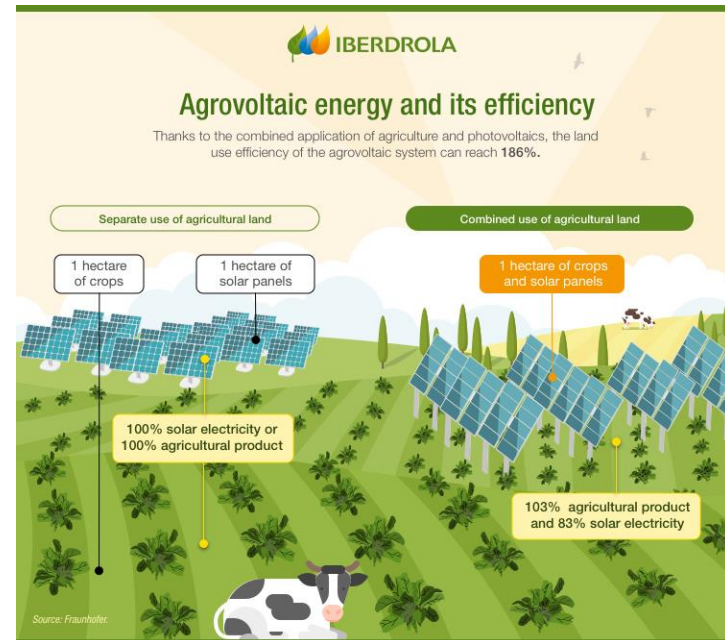 IBERDROLA
Agrovoltaic energy and its efficiency
Thanks to the combined application of agriculture and photovoltaics, the land
use efficiency of the agrovoltaic system can reach 186%.
Separate use of agricultural land
Combined use of agricultural land
1 hectare
of crops
1 hectare of
solar panels
1 hectare of crops
and solar panels
100% solar electricity or
100% agricultural product
103% agricultural product
and 83% solar electricity
Source: Fraunhofer.